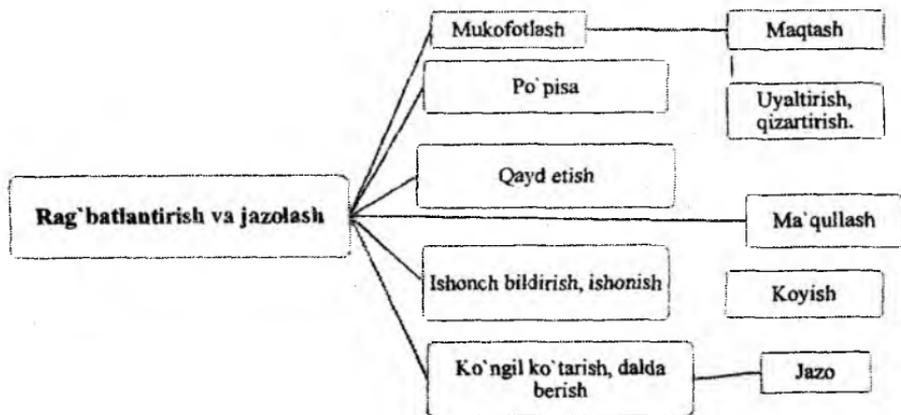 Mukofotlash
Maqtash
Po`pisa
Uyaltirish,
qizartirish.
Qayd etish
Rag`batlantirish va jazolash
Ma`qullash
Ishonch bildirish, ishonish
Koyish
Ko`ngil ko`tarish, dalda
berish
Jazo